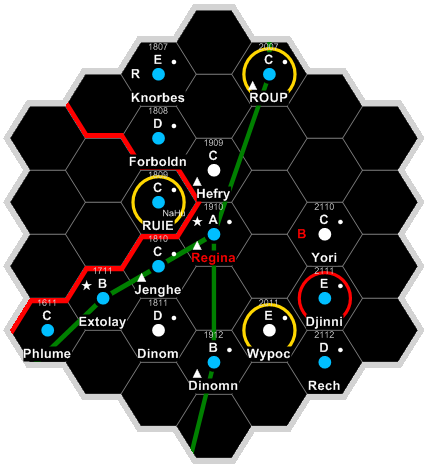 1807
E
R
Knorbes
2007
C
ROUP
1808
D
Forboldn
1909
C
Hefry
1809
C
NaHu
RUIE
1910
A
Regina
2110
C
B
Yori
1810
C
Jenghe
1711
B
Extolay
2111
E
Djinni
1611
C
Phlume
1811
D
Dinom
2011
E
Wypoc
1912
B
Dinomn
2112
D
Rech